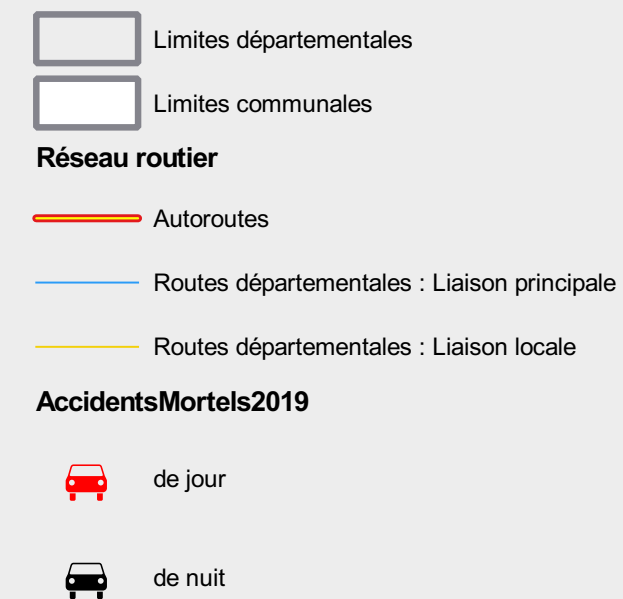 Limites départementales
Limites communales
Réseau routier
Autoroutes
Routes départementales : Liaison principale
Routes départementales : Liaison locale
AccidentsMortels2019
de jour
de nuit